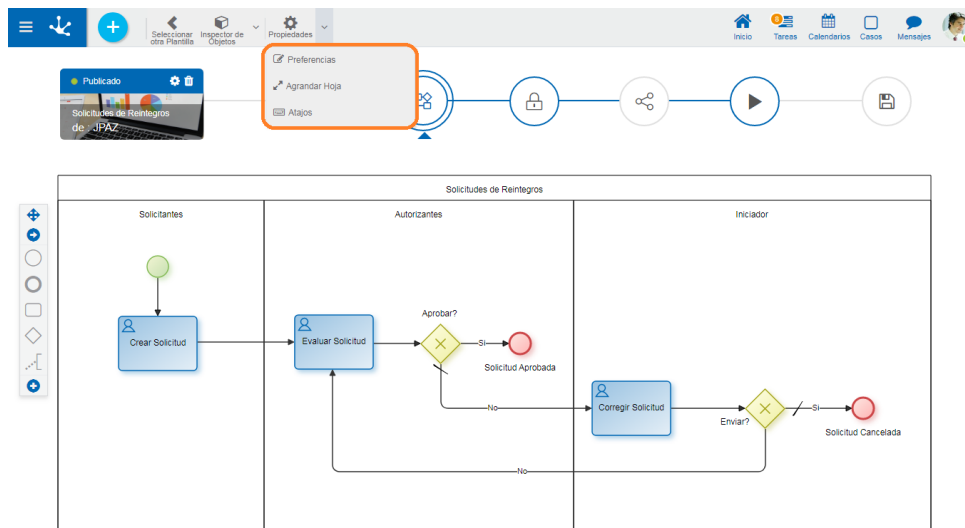 Seleccionar
otra Plantilla
Inspector de
Objetos
Propiedades
Inicio
3
Tareas
Calendarios
Casos
Mensajes
Preferencias
Agrandar Hoja
Atajos
Publicado
Solicitudes de Reintegros
de : JPAZ
Solicitudes de Reintegros
Solicitantes
Autorizantes
Iniciador
Aprobar?
Crear Solicitud
Evaluar Solicitud
Si
Solicitud Aprobada
No
Corregir Solicitud
Enviar?
Si
Solicitud Cancelada
No